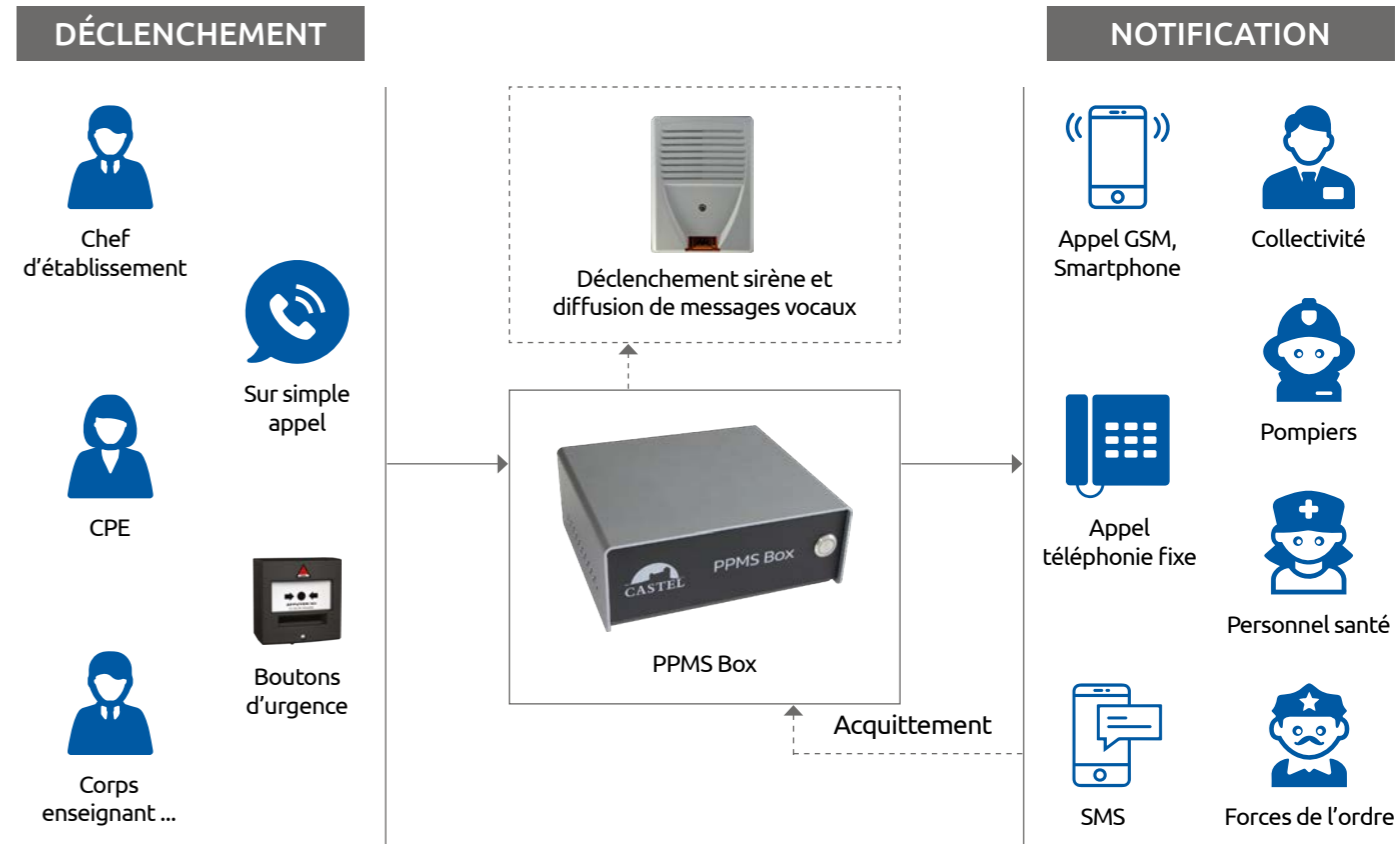 DÉCLENCHEMENT
Chef
d'établissement
Sur simple
appel
CPE
Boutons
d'urgence
Corps
enseignant ...
Déclenchement sirène et
diffusion de messages vocaux
CASTEL
PPMS Box
PPMS Box
Acquittement
NOTIFICATION
Appel GSM,
Smartphone
Collectivité
Pompiers
Appel
téléphonie fixe
Personnel santé
SMS
Forces de l'ordre